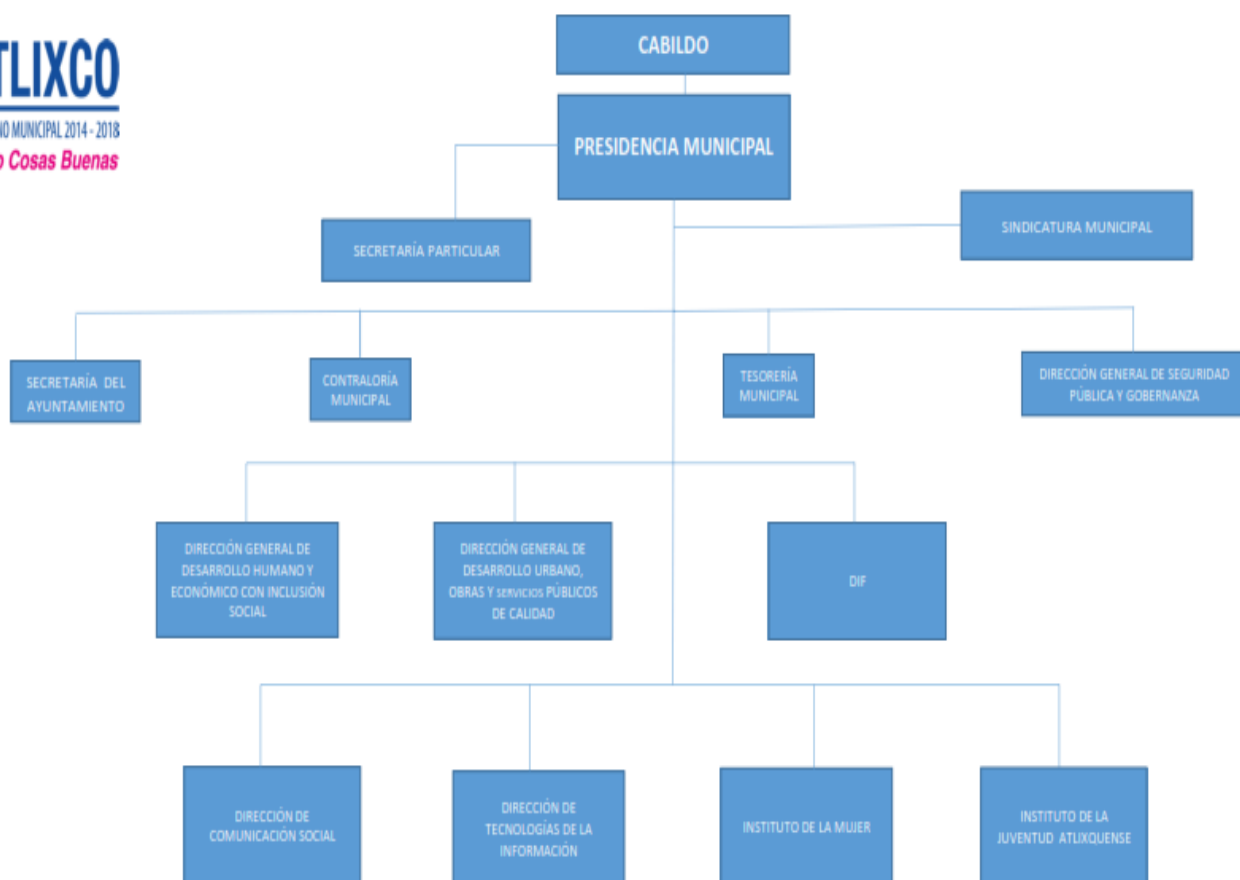 TLIXCO
NO MUNICIPAL 2014 - 2018
o Cosas Buenas
CABILDO
PRESIDENCIA MUNICIPAL
SECRETARÍA PARTICULAR
SINDICATURA MUNICIPAL
SECRETARÍA DEL
AYUNTAMIENTO
CONTRALORÍA
MUNICIPAL
TESORERÍA
MUNICIPAL
DIRECCIÓN GENERAL DE SEGURIDAD
PÚBLICA Y GOBERNANZA
DIRECCIÓN GENERAL DE
DESARROLLO HUMANO Y
ECONÓMICO CON INCLUSIÓN
SOCIAL
DIRECCIÓN GENERAL DE
DESARROLLO URBANO,
OBRAS Y SERVICIOS PÚBLICOS
DE CALIDAD
DIF
DIRECCIÓN DE
COMUNICACIÓN SOCIAL
DIRECCIÓN DE
TECNOLOGÍAS DE LA
INFORMACIÓN
INSTITUTO DE LA MUJER
INSTITUTO DE LA
JUVENTUD ATLIXQUENSE